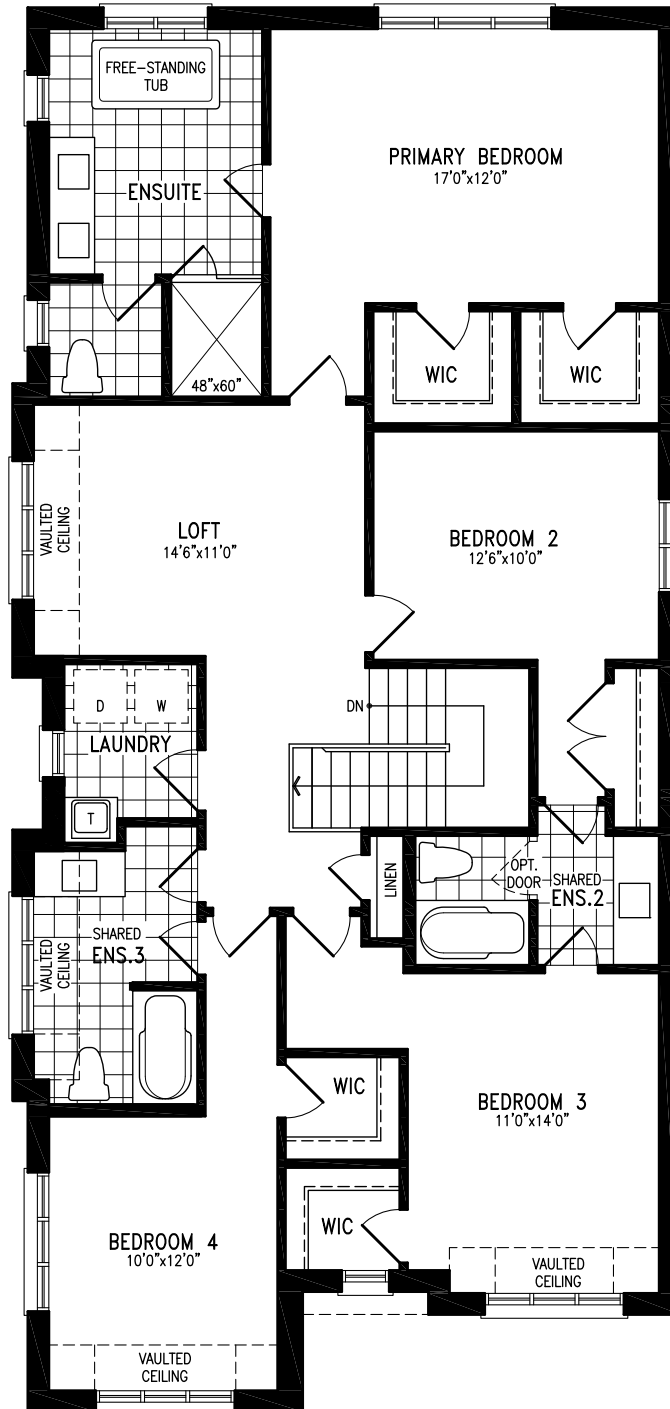 FREE-STANDING
TUB
ENSUITE
PRIMARY BEDROOM
17'0"x12'0"
48"x60"
WIC
WIC
VAULTED
CEILING
LOFT
14'6"x11'0"
BEDROOM 2
12'6"x10'0"
D
W
LAUNDRY
T
DN
LINEN
OPT.
DOOR
SHARED
ENS.2
SHARED
ENS.3
VAULTED
CEILING
WIC
BEDROOM 3
11'0"x14'0"
WIC
BEDROOM 4
10'0"x12'0"
VAULTED
CEILING
VAULTED
CEILING